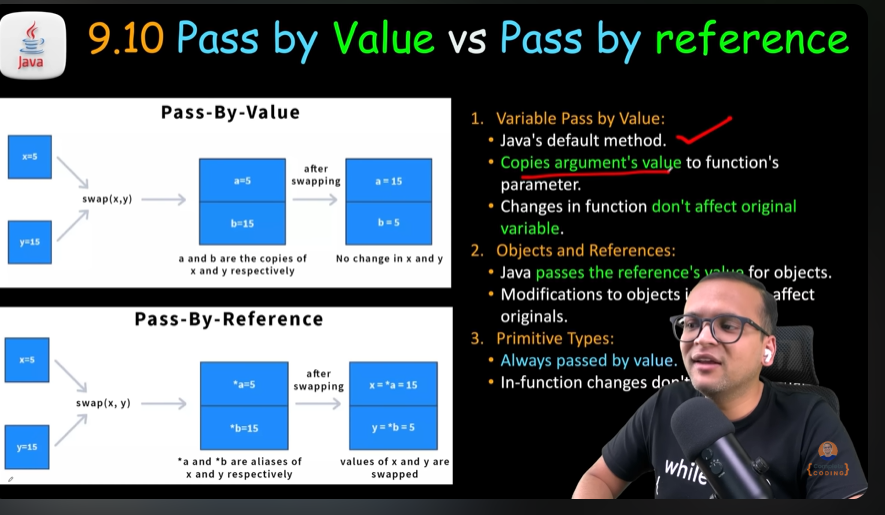 Java
9.10 Pass by Value vs Pass by reference
Pass-By-Value
x=5
y=15
swap(x,y)
a=5
b=15
after
swapping
a = 15
b = 5
a and b are the copies of
x and y respectively
No change in x and y
Pass-By-Reference
x=5
y=15
swap(x, y)
*a=5
*b=15
after
swapping
x = *a = 15
y = *b = 5
*a and *b are aliases of
x and y respectively
values of x and y are
swapped
1. Variable Pass by Value:
• Java's default method.
• Copies argument's value to function's
parameter.
• Changes in function don't affect original
variable.
2. Objects and References:
• Java passes the reference's value for objects.
• Modifications to objects affect
originals.
3. Primitive Types:
• Always passed by value.
• In-function changes don't
while
CODING